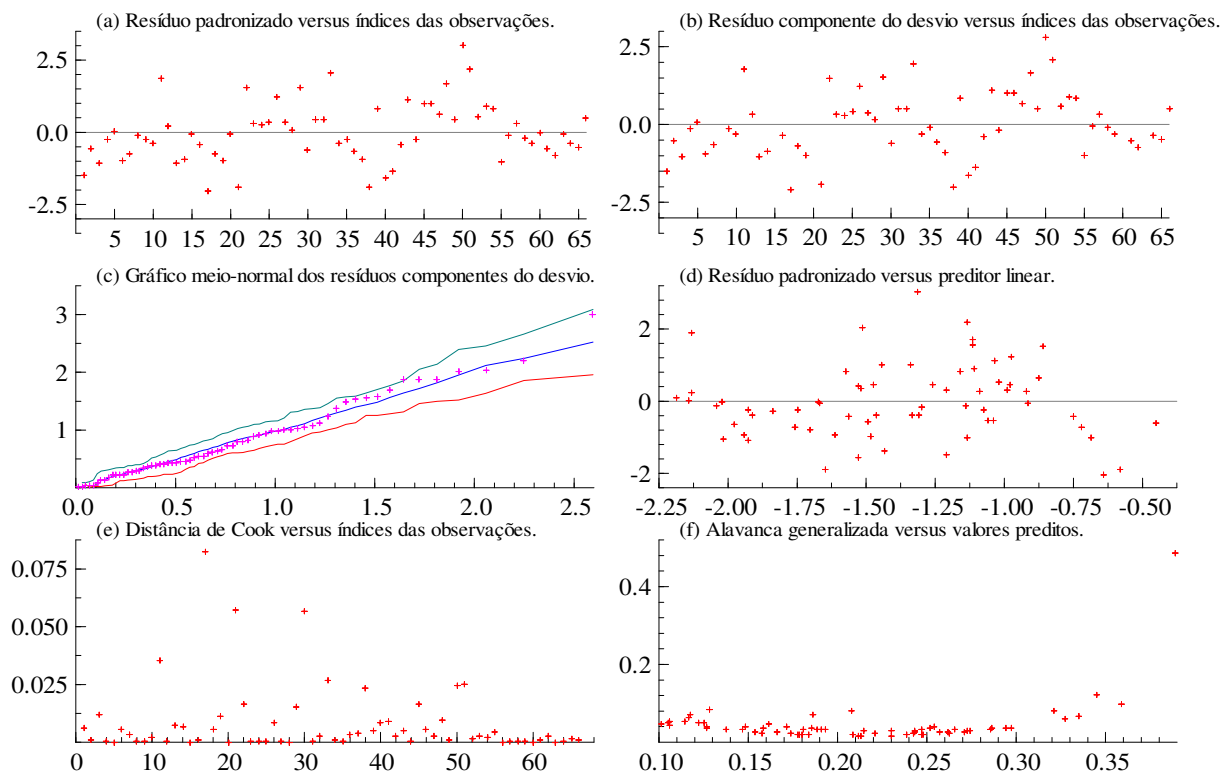 (a) Resíduo padronizado versus índices das observações.
2.5
0.0
-2.5
5 10 15 20 25 30 35 40 45 50 55 60 65
(b) Resíduo componente do desvio versus índices das observações.
2.5
0.0
-2.5
5 10 15 20 25 30 35 40 45 50 55 60 65
(c) Gráfico meio-normal dos resíduos componentes do desvio.
3
2
1
0.0 0.5 1.0 1.5 2.0 2.5
(d) Resíduo padronizado versus preditor linear.
2
0
-2
-2.25 -2.00 -1.75 -1.50 -1.25 -1.00 -0.75 -0.50
(e) Distância de Cook versus índices das observações.
0.075
0.050
0.025
0 10 20 30 40 50 60
(f) Alavanca generalizada versus valores preditos.
0.4
0.2
0.10 0.15 0.20 0.25 0.30 0.35